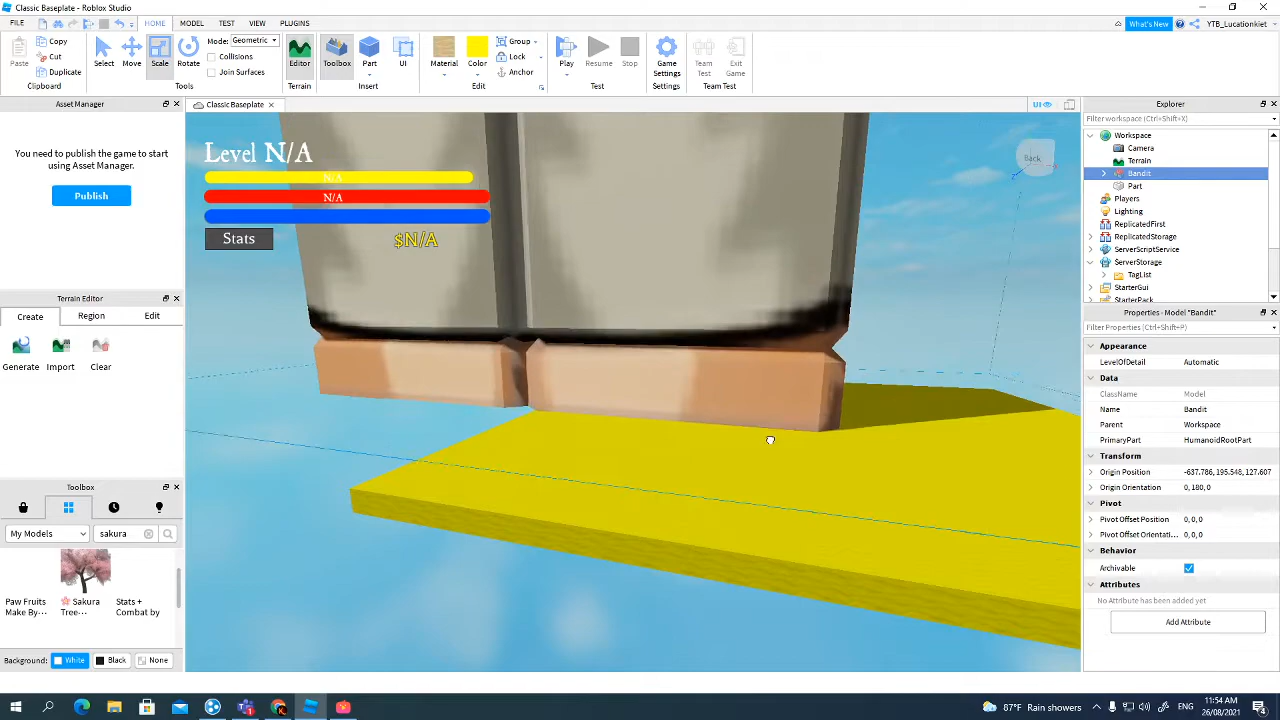 Classic Baseplate - Roblox Studio
FILE HOME MODEL TEST VIEW PLUGINS
What's New YTB_Lucationkiet
Paste Copy Cut Duplicate Clipboard
Select Move Scale Rotate Mode: Geometric Collisions Join Surfaces Tools
Editor Terrain
Toolbox Part UI Insert
Material Color Group Lock Anchor Edit
Play Resume Stop Test
Game Settings Settings
Team Test Exit Game Team Test
Asset Manager
You need to publish the game to start
using Asset Manager.
Publish
Terrain Editor
Create Region Edit
Generate Import Clear
Toolbox
My Models sakura
Paw Fruits Make By... Sakura Tree... Stats + Combat by
Background: White Black None
Classic Baseplate
UI
Level N/A
N/A
N/A
Stats $N/A
Back
Explorer
Filter workspace (Ctrl+Shift+X)
Workspace
Camera
Terrain
Bandit
Part
Players
Lighting
ReplicatedFirst
ReplicatedStorage
ServerScriptService
ServerStorage
TagList
StarterGui
StarterPack
Properties - Model "Bandit"
Filter Properties (Ctrl+Shift+P)
Appearance
LevelOfDetail Automatic
Data
ClassName Model
Name Bandit
Parent Workspace
PrimaryPart HumanoidRootPart
Transform
Origin Position -637.786, 195.548, 127.607
Origin Orientation 0, 180,0
Pivot
Pivot Offset Position 0,0,0
Pivot Offset Orientati... 0,0,0
Behavior
Archivable
Attributes
No Attribute has been added yet
Add Attribute
87°F Rain showers ENG 11:54 AM
26/08/2021